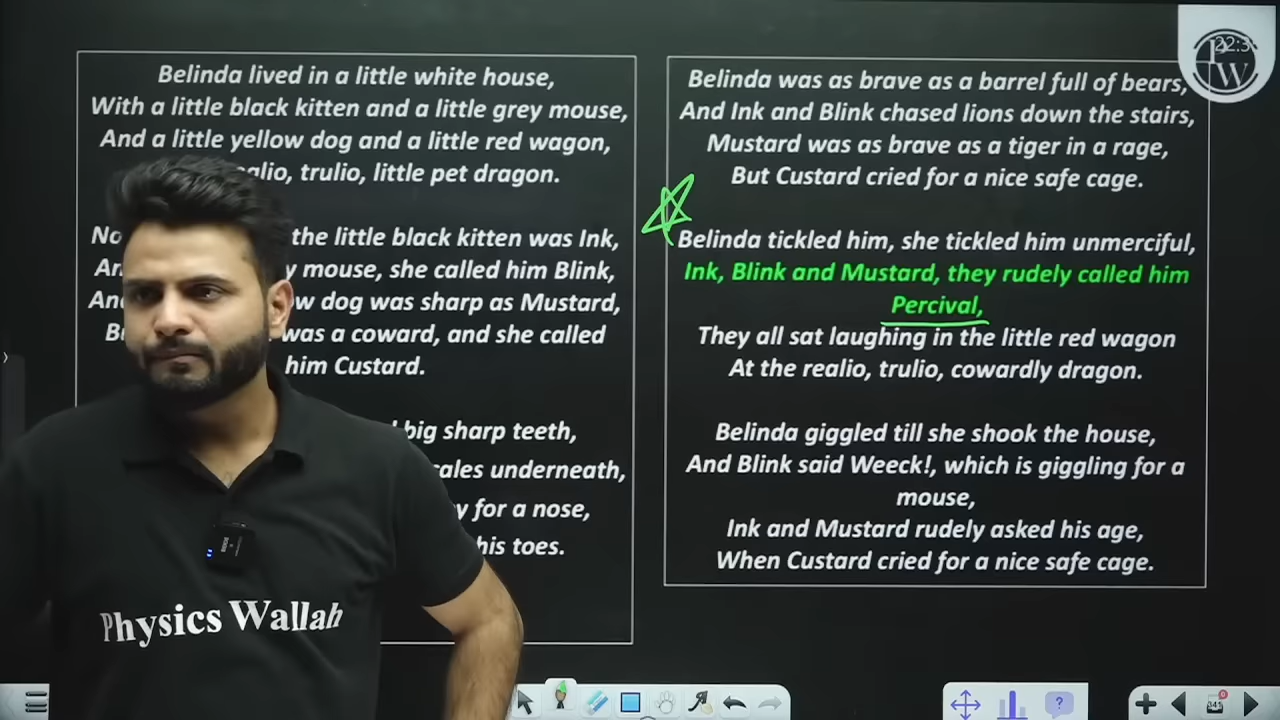 Belinda lived in a little white house,
With a little black kitten and a little grey mouse,
And a little yellow dog and a little red wagon,
trulio, little pet dragon.
the little black kitten was Ink,
mouse, she called him Blink,
dog was sharp as Mustard,
was a coward, and she called
him Custard.
big sharp teeth,
underneath,
for a nose,
his toes.
Belinda was as brave as a barrel full of bears,
And Ink and Blink chased lions down the stairs,
Mustard was as brave as a tiger in a rage,
But Custard cried for a nice safe cage.
Belinda tickled him, she tickled him unmerciful,
Ink, Blink and Mustard, they rudely called him
Percival,
They all sat laughing in the little red wagon
At the realio, trulio, cowardly dragon.
Belinda giggled till she shook the house,
And Blink said Weeck!, which is giggling for a
mouse,
Ink and Mustard rudely asked his age,
When Custard cried for a nice safe cage.
Physics Wallah